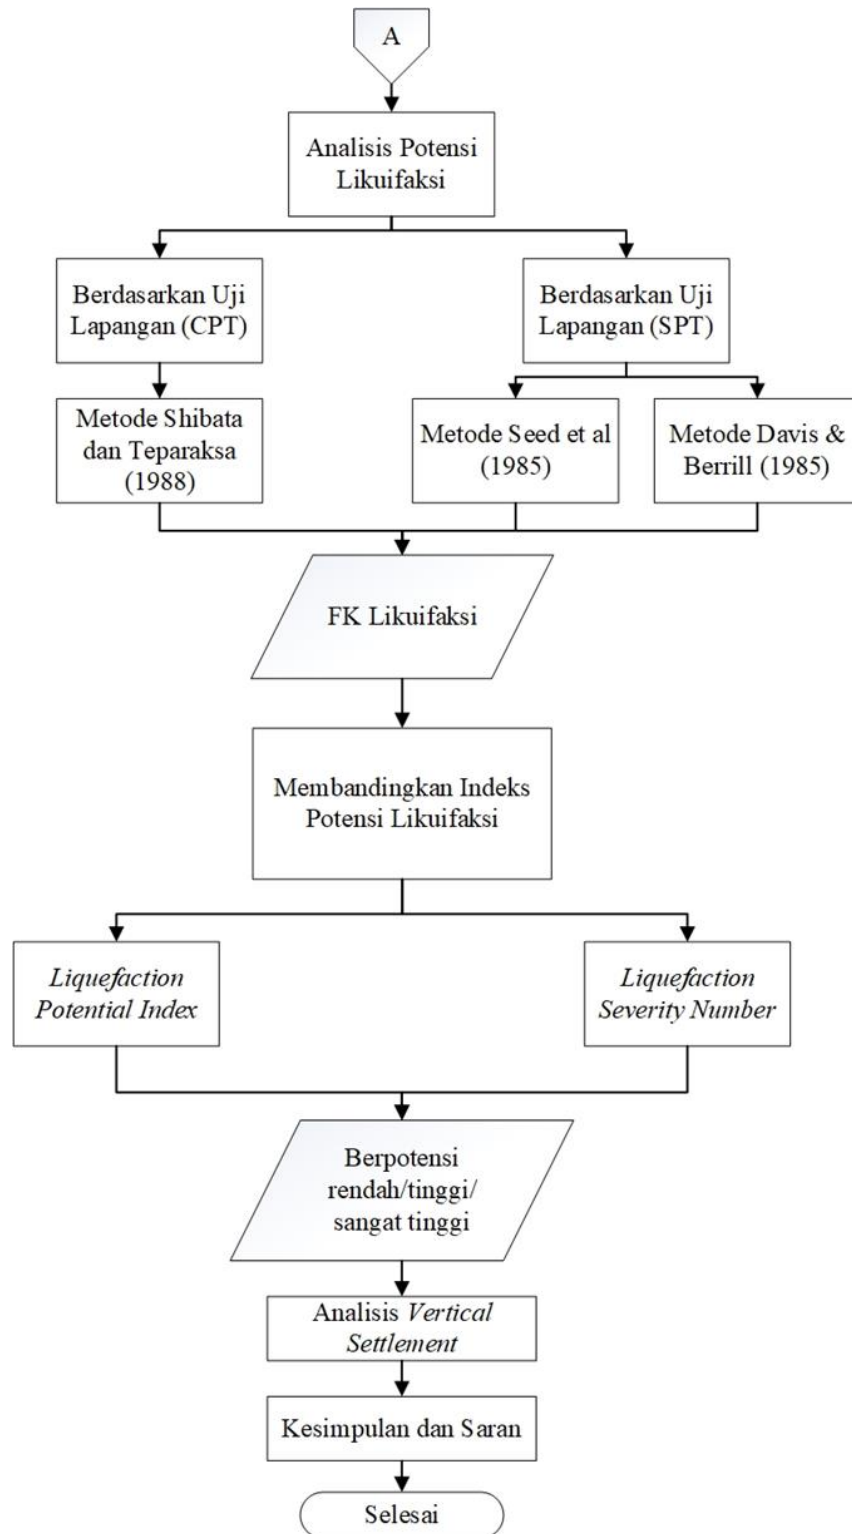 A
Analisis Potensi
Likuifaksi
Berdasarkan Uji
Lapangan (CPT)
Berdasarkan Uji
Lapangan (SPT)
Metode Shibata
dan Teparaksa
(1988)
Metode Seed et al
(1985)
Metode Davis &
Berrill (1985)
FK Likuifaksi
Membandingkan Indeks
Potensi Likuifaksi
Liquefaction
Potential Index
Liquefaction
Severity Number
Berpotensi
rendah/tinggi/
sangat tinggi
Analisis Vertical
Settlement
Kesimpulan dan Saran
Selesai